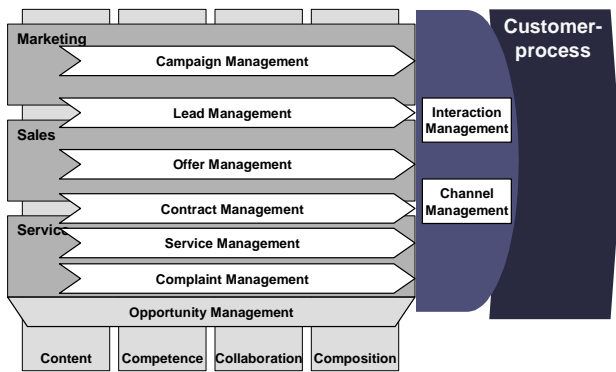 Customer-
process
Marketing
Campaign Management
Lead Management
Interaction
Management
Sales
Offer Management
Channel
Management
Contract Management
Service
Service Management
Complaint Management
Opportunity Management
Content
Competence
Collaboration
Composition